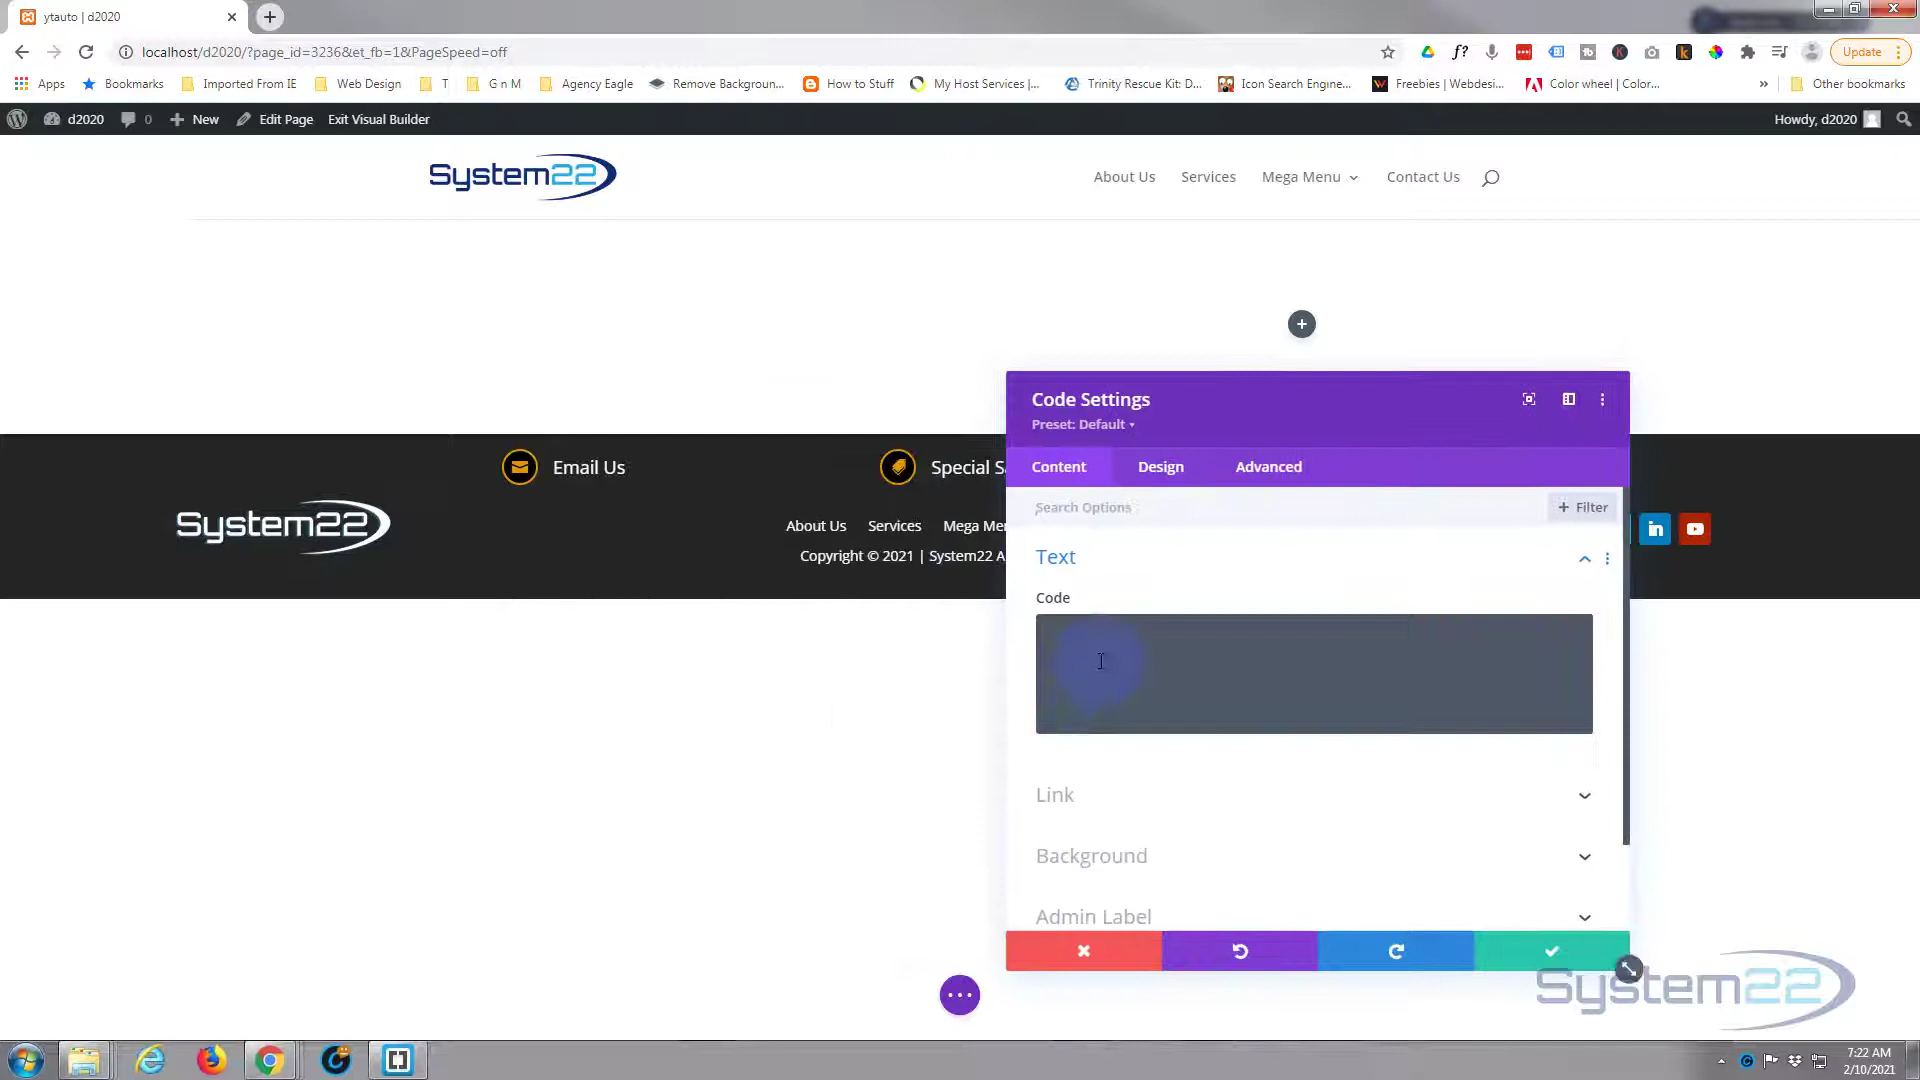 ytauto | d2020
localhost/d2020/?page_id=3236&et_fb=1&PageSpeed=off
Update
Apps
Bookmarks
Imported From IE
Web Design
T
G n M
Agency Eagle
Remove Backgroun...
How to Stuff
My Host Services |...
Trinity Rescue Kit: D...
Icon Search Engine...
Freebies | Webdesi...
Color wheel | Color...
»
Other bookmarks
d2020
0
New
Edit Page
Exit Visual Builder
Howdy, d2020
System22
About Us
Services
Mega Menu
Contact Us
Code Settings
Preset: Default
Content
Design
Advanced
Search Options
+ Filter
Text
Code
Link
Background
Admin Label
Email Us
Special Sa
System22
About Us
Services
Mega Men
Copyright © 2021 | System22 A
System22
7:22 AM
2/10/2021